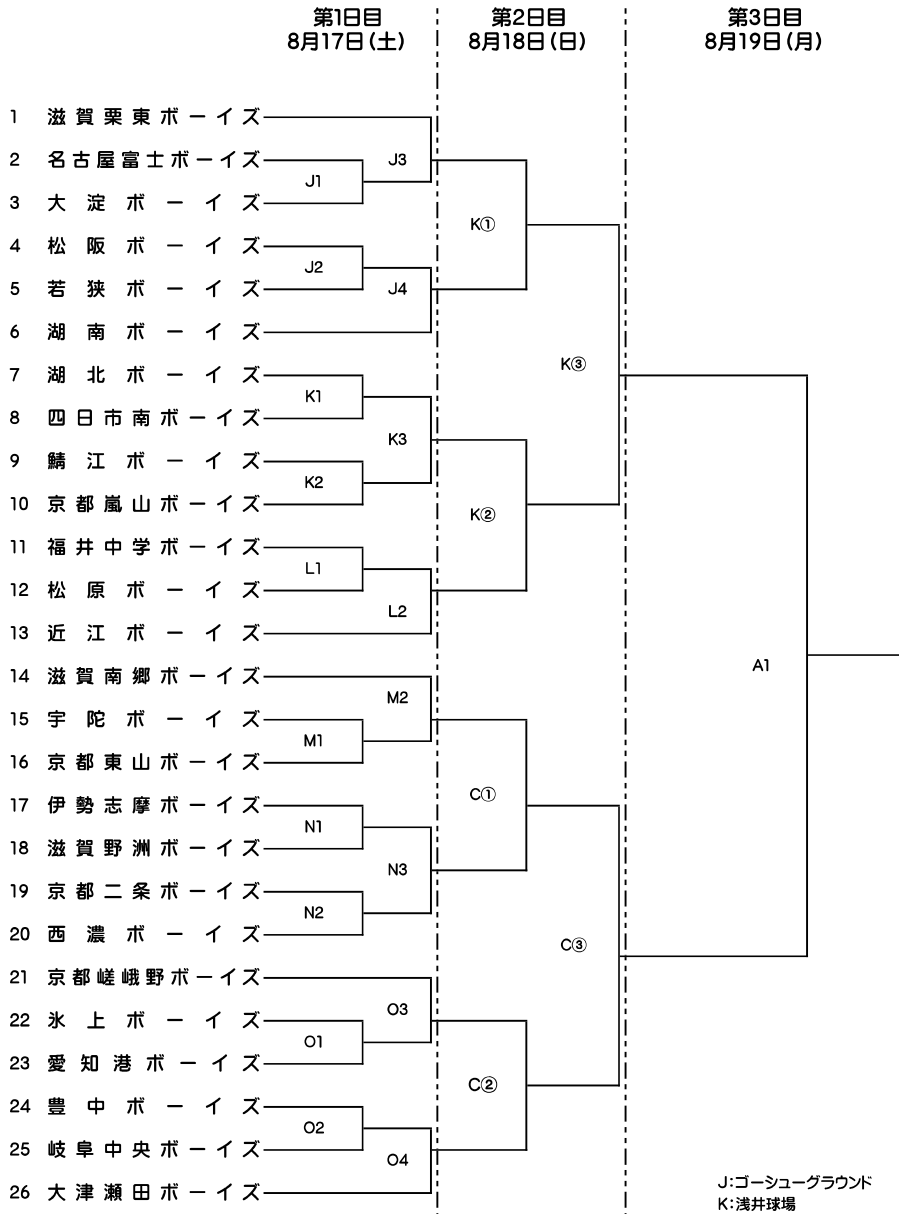 第1日目
8月17日(土)
第2日目
8月18日(日)
第3日目
8月19日(月)
1 滋賀栗東ボーイズ
2 名古屋富士ボーイズ
3 大淀ボーイズ
4 松阪ボーイズ
5 若狭ボーイズ
6 湖南ボーイズ
7 湖北ボーイズ
8 四日市南ボーイズ
9 鯖江ボーイズ
10 京都嵐山ボーイズ
11 福井中学ボーイズ
12 松原ボーイズ
13 近江ボーイズ
14 滋賀南郷ボーイズ
15 宇陀ボーイズ
16 京都東山ボーイズ
17 伊勢志摩ボーイズ
18 滋賀野洲ボーイズ
19 京都二条ボーイズ
20 西濃ボーイズ
21 京都嵯峨野ボーイズ
22 氷上ボーイズ
23 愛知港ボーイズ
24 豊中ボーイズ
25 岐阜中央ボーイズ
26 大津瀬田ボーイズ
J1
J2
K1
K2
L1
M1
N1
N2
O1
O2
J3
J4
K3
L2
M2
N3
O3
O4
K①
K②
C①
C②
K③
C③
A1
J:ゴーシューグラウンド
K:浅井球場